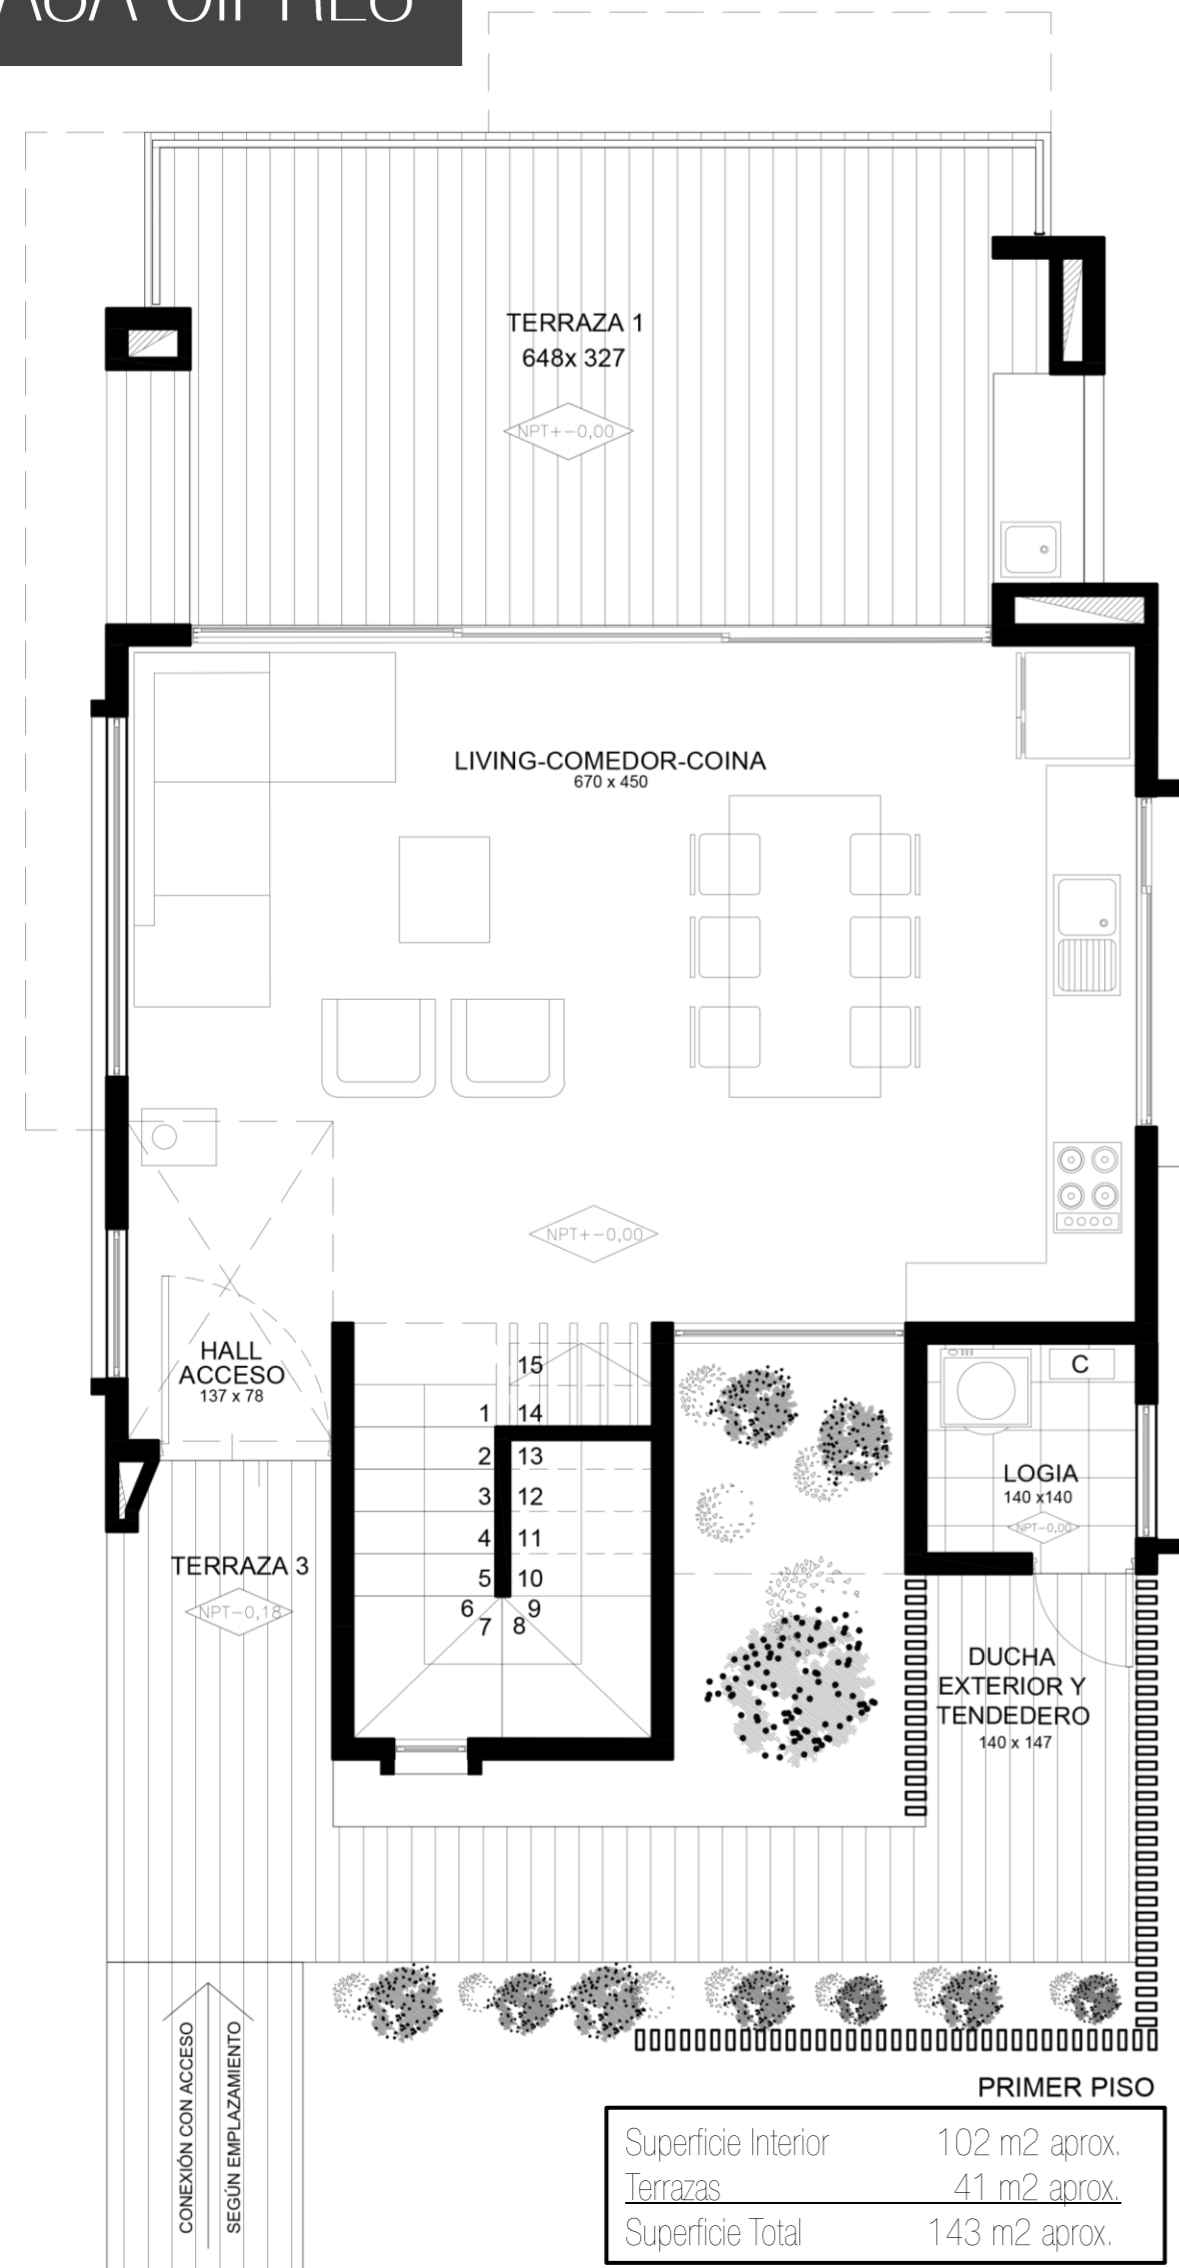 TERRAZA 1
648x 327
NPT+-0,00
LIVING-COMEDOR-COINA
670 x 450
NPT+-0,00
HALL
ACCESO
137 x 78
15
1 14
2 13
3 12
4 11
5 10
6 9
7 8
C
LOGIA
140 x140
NPT-0,00
TERRAZA 3
NPT-0,18
DUCHA
EXTERIOR Y
TENDEDERO
140 x 147
CONEXIÓN CON ACCESO
SEGÚN EMPLAZAMIENTO
PRIMER PISO
Superficie Interior 102 m2 aprox.
Terrazas 41 m2 aprox.
Superficie Total 143 m2 aprox.